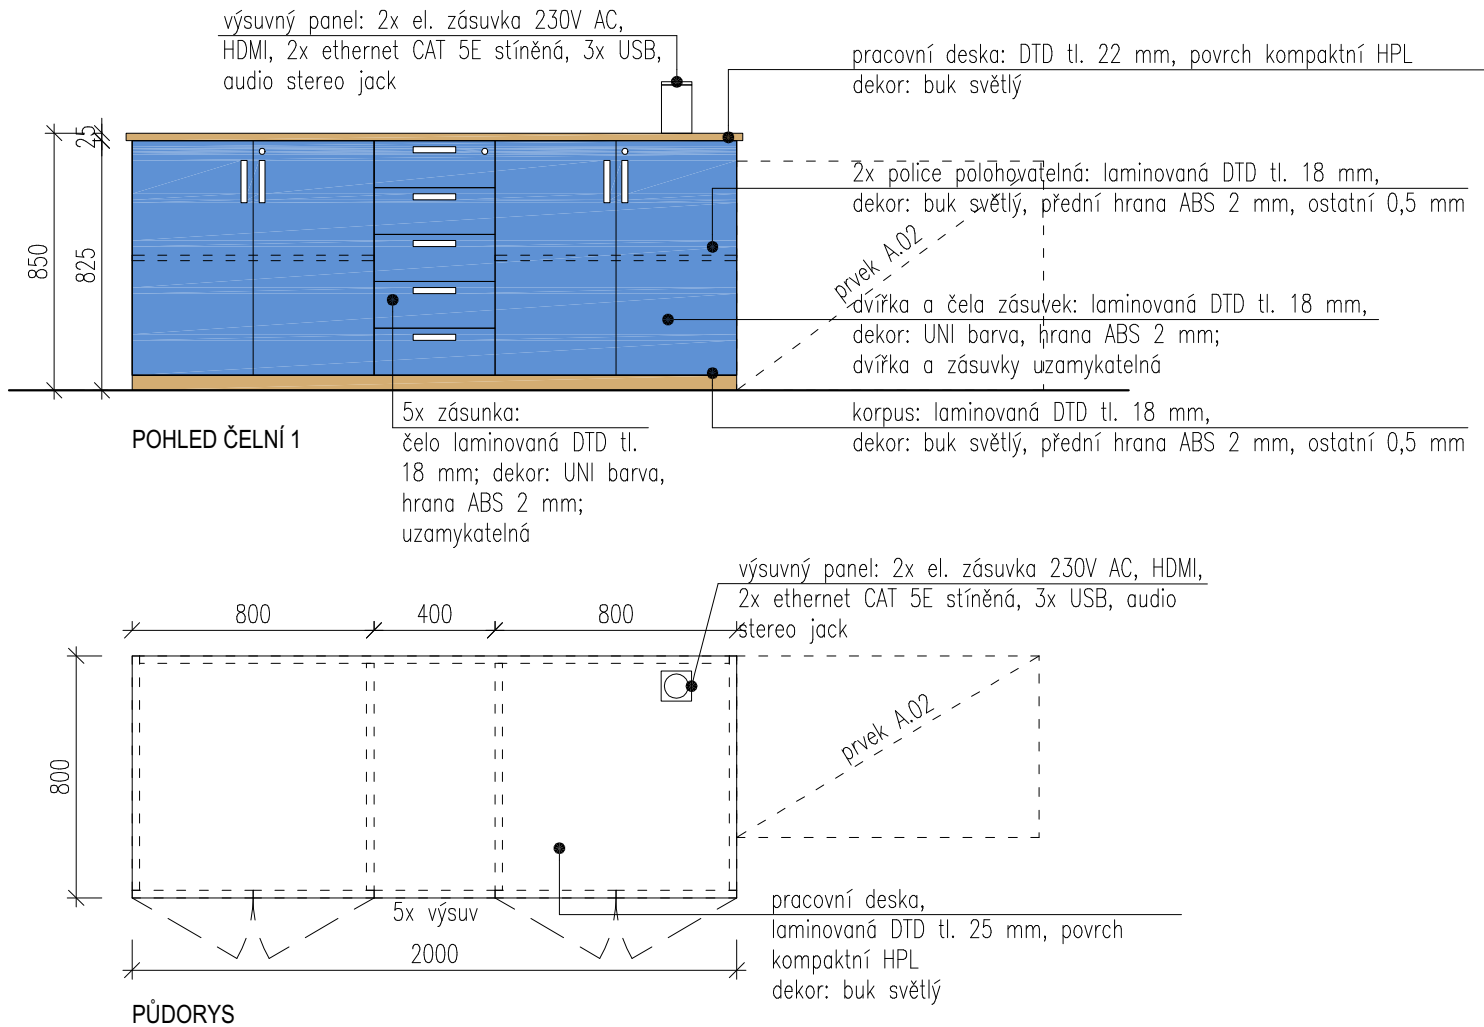 výsuvný panel: 2x el. zásuvka 230V AC,
HDMI, 2x ethernet CAT 5E stíněná, 3x USB,
audio stereo jack
pracovní deska: DTD tl. 22 mm, povrch kompaktní HPL
dekor: buk světlý
25
850
825
2x police polohovatelná: laminovaná DTD tl. 18 mm,
dekor: buk světlý, přední hrana ABS 2 mm, ostatní 0,5 mm
prvek A.02
dvířka a čela zásuvek: laminovaná DTD tl. 18 mm,
dekor: UNI barva, hrana ABS 2 mm;
dvířka a zásuvky uzamykatelná
korpus: laminovaná DTD tl. 18 mm,
dekor: buk světlý, přední hrana ABS 2 mm, ostatní 0,5 mm
POHLED ČELNÍ 1
5x zásunka:
čelo laminovaná DTD tl.
18 mm; dekor: UNI barva,
hrana ABS 2 mm;
uzamykatelná
výsuvný panel: 2x el. zásuvka 230V AC, HDMI,
2x ethernet CAT 5E stíněná, 3x USB, audio
stereo jack
800
400
800
800
prvek A.02
5x výsuv
2000
pracovní deska,
laminovaná DTD tl. 25 mm, povrch
kompaktní HPL
dekor: buk světlý
PŮDORYS